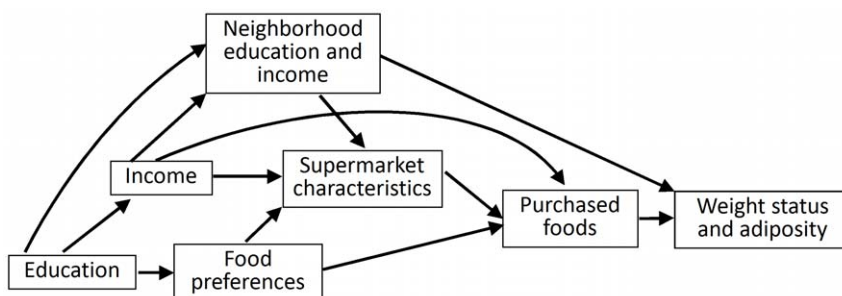 Neighborhood
education and
income
Income
Supermarket
characteristics
Purchased
foods
Weight status
and adiposity
Education
Food
preferences